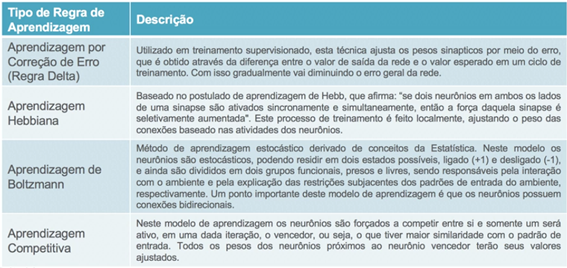 Tipo de Regra de
Aprendizagem
Descrição
Aprendizagem por
Correção de Erro
(Regra Delta)
Utilizado em treinamento supervisionado, esta técnica ajusta os pesos sinapticos por meio do erro,
que é obtido através da diferença entre o valor de saída da rede e o valor esperado em um ciclo de
treinamento. Com isso gradualmente vai diminuindo o erro geral da rede.
Aprendizagem
Hebbiana
Baseado no postulado de aprendizagem de Hebb, que afirma: "se dois neurônios em ambos os lados
de uma sinapse são ativados sincronamente e simultaneamente, então a força daquela sinapse é
seletivamente aumentada". Este processo de treinamento é feito localmente, ajustando o peso das
conexões baseado nas atividades dos neurônios.
Aprendizagem de
Boltzmann
Método de aprendizagem estocástico derivado de conceitos da Estatística. Neste modelo os
neurônios são estocásticos, podendo residir em dois estados possíveis, ligado (+1) e desligado (-1),
e ainda são divididos em dois grupos funcionais, presos e livres, sendo responsáveis pela interação
com o ambiente e pela explicação das restrições subjacentes dos padrões de entrada do ambiente,
respectivamente. Um ponto importante deste modelo de aprendizagem é que os neurônios possuem
conexões bidirecionais.
Aprendizagem
Competitiva
Neste modelo de aprendizagem os neurônios são forçados a competir entre si e somente um será
ativo, em uma dada iteração, o vencedor, ou seja, o que tiver maior similaridade com o padrão de
entrada. Todos os pesos dos neurônios próximos ao neurônio vencedor terão seus valores
ajustados.